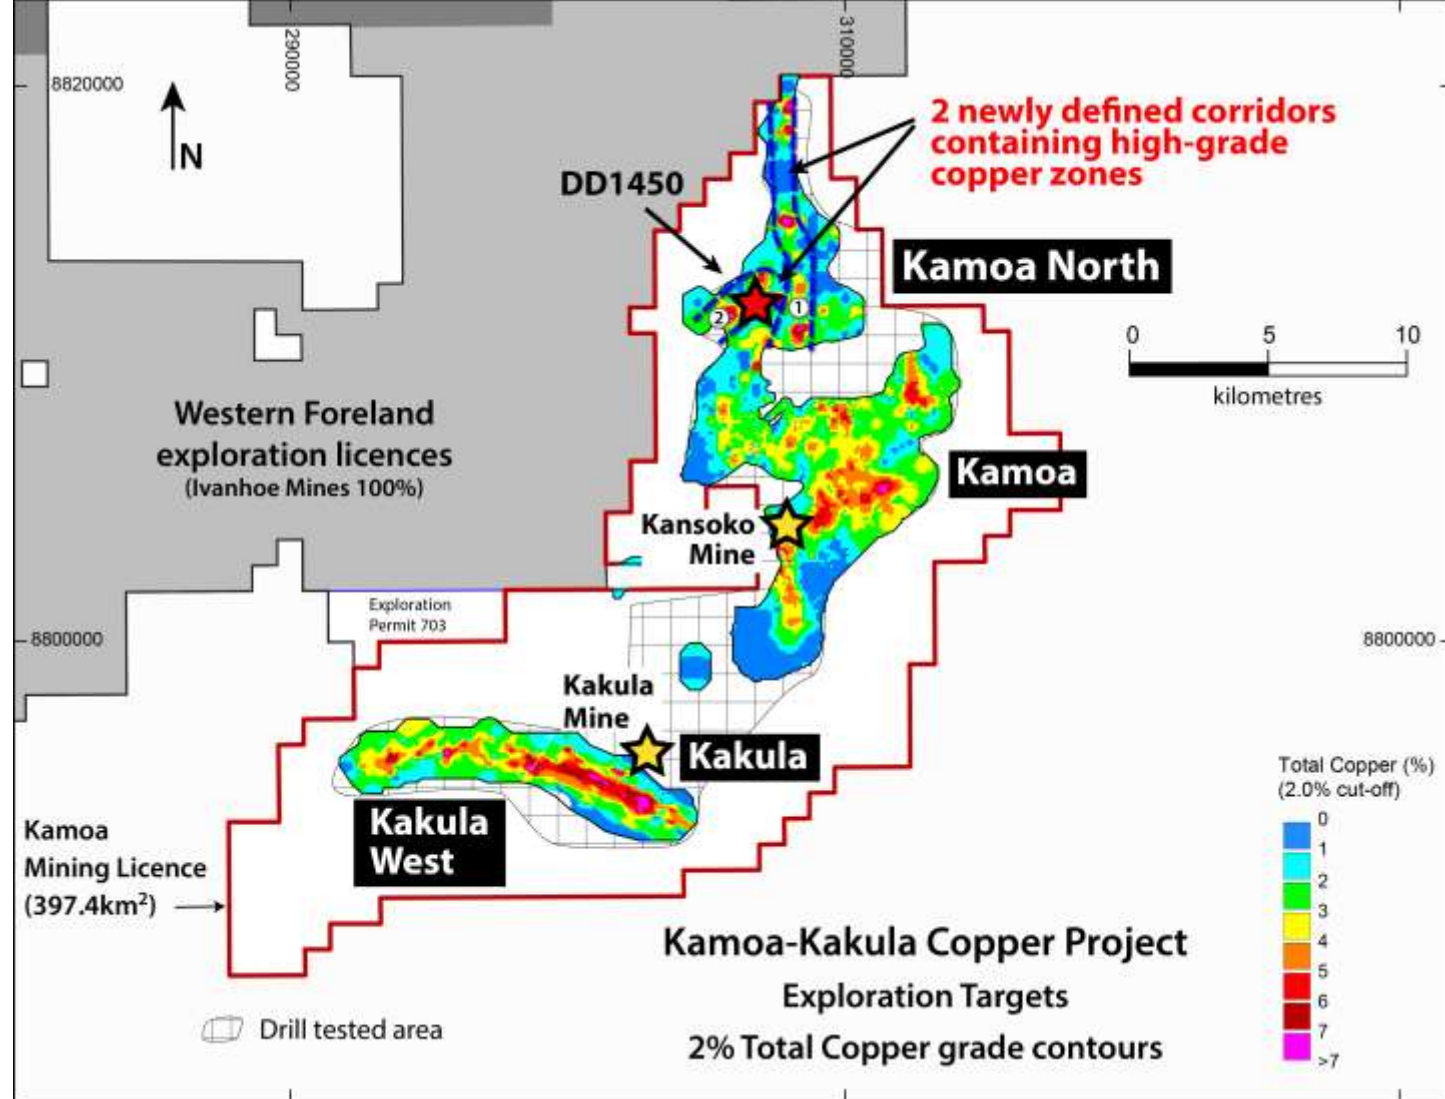 290000
310000
8820000
N
2 newly defined corridors
containing high-grade
copper zones
DD1450
Kamoa North
1
2
0 5 10
kilometres
Western Foreland
exploration licences
(Ivanhoe Mines 100%)
Kamoa
Kansoko
Mine
Exploration
Permit 703
8800000
8800000
Kakula
Mine
Kakula
Kakula
West
Kamoa
Mining Licence
(397.4km²)
Total Copper (%)
(2.0% cut-off)
0
1
2
3
4
5
6
7
>7
Kamoa-Kakula Copper Project
Exploration Targets
2% Total Copper grade contours
Drill tested area